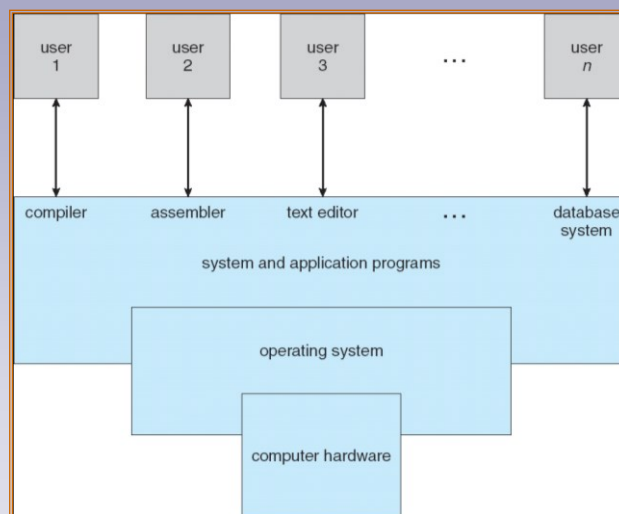 user
1
user
2
user
3
...
user
n
compiler
assembler
text editor
...
database
system
system and application programs
operating system
computer hardware